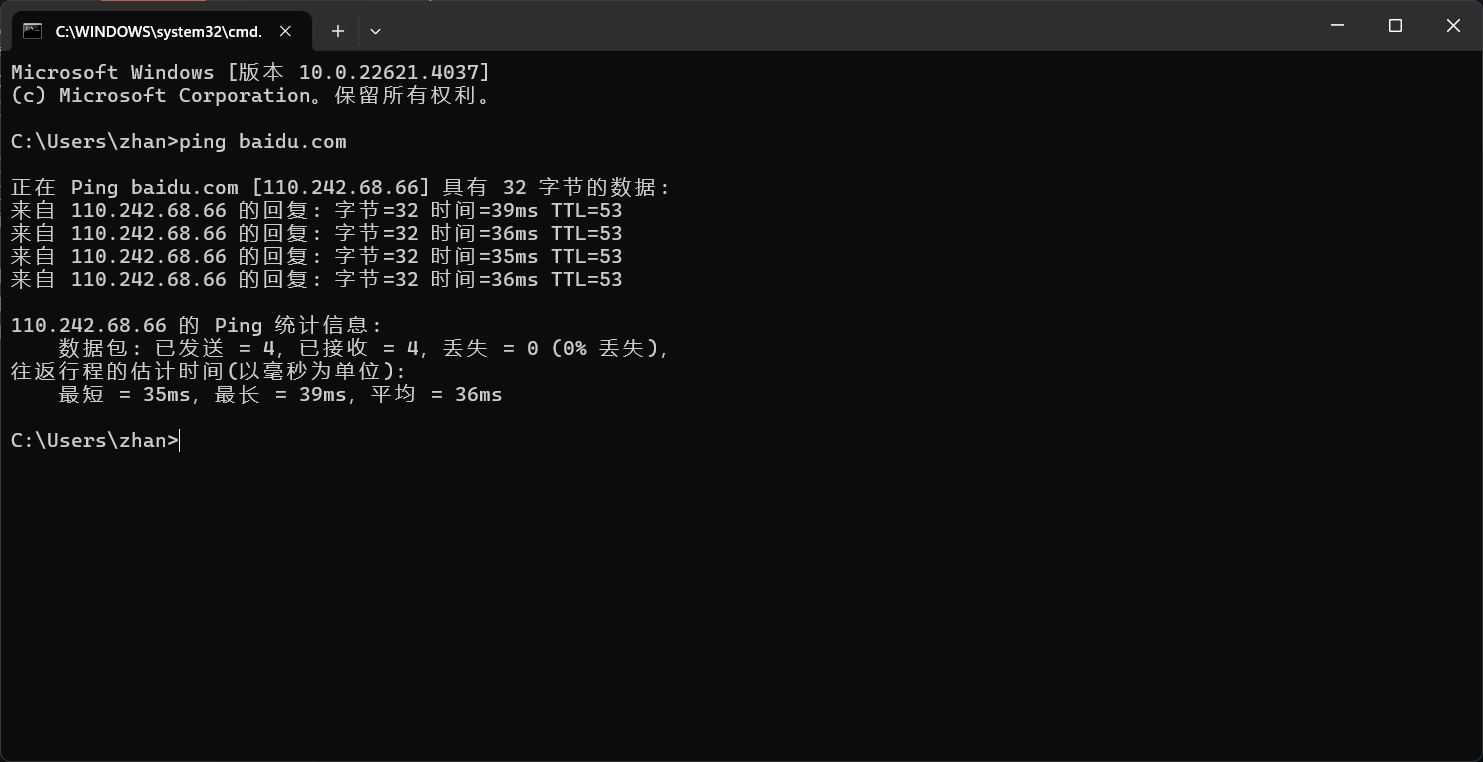 C:\WINDOWS\system32\cmd.
Microsoft Windows [版本 10.0.22621.4037]
(c) Microsoft Corporation。保留所有权利。
C:\Users\zhan>ping baidu.com
正在 Ping baidu.com [110.242.68.66] 具有 32 字节的数据:
来自 110.242.68.66 的回复: 字节=32 时间=39ms TTL=53
来自 110.242.68.66 的回复: 字节=32 时间=36ms TTL=53
来自 110.242.68.66 的回复: 字节=32 时间=35ms TTL=53
来自 110.242.68.66 的回复: 字节=32 时间=36ms TTL=53
110.242.68.66 的 Ping 统计信息:
数据包: 已发送 = 4, 已接收 = 4, 丢失 = 0 (0% 丢失),
往返行程的估计时间(以毫秒为单位):
最短 = 35ms, 最长 = 39ms, 平均 = 36ms
C:\Users\zhan>